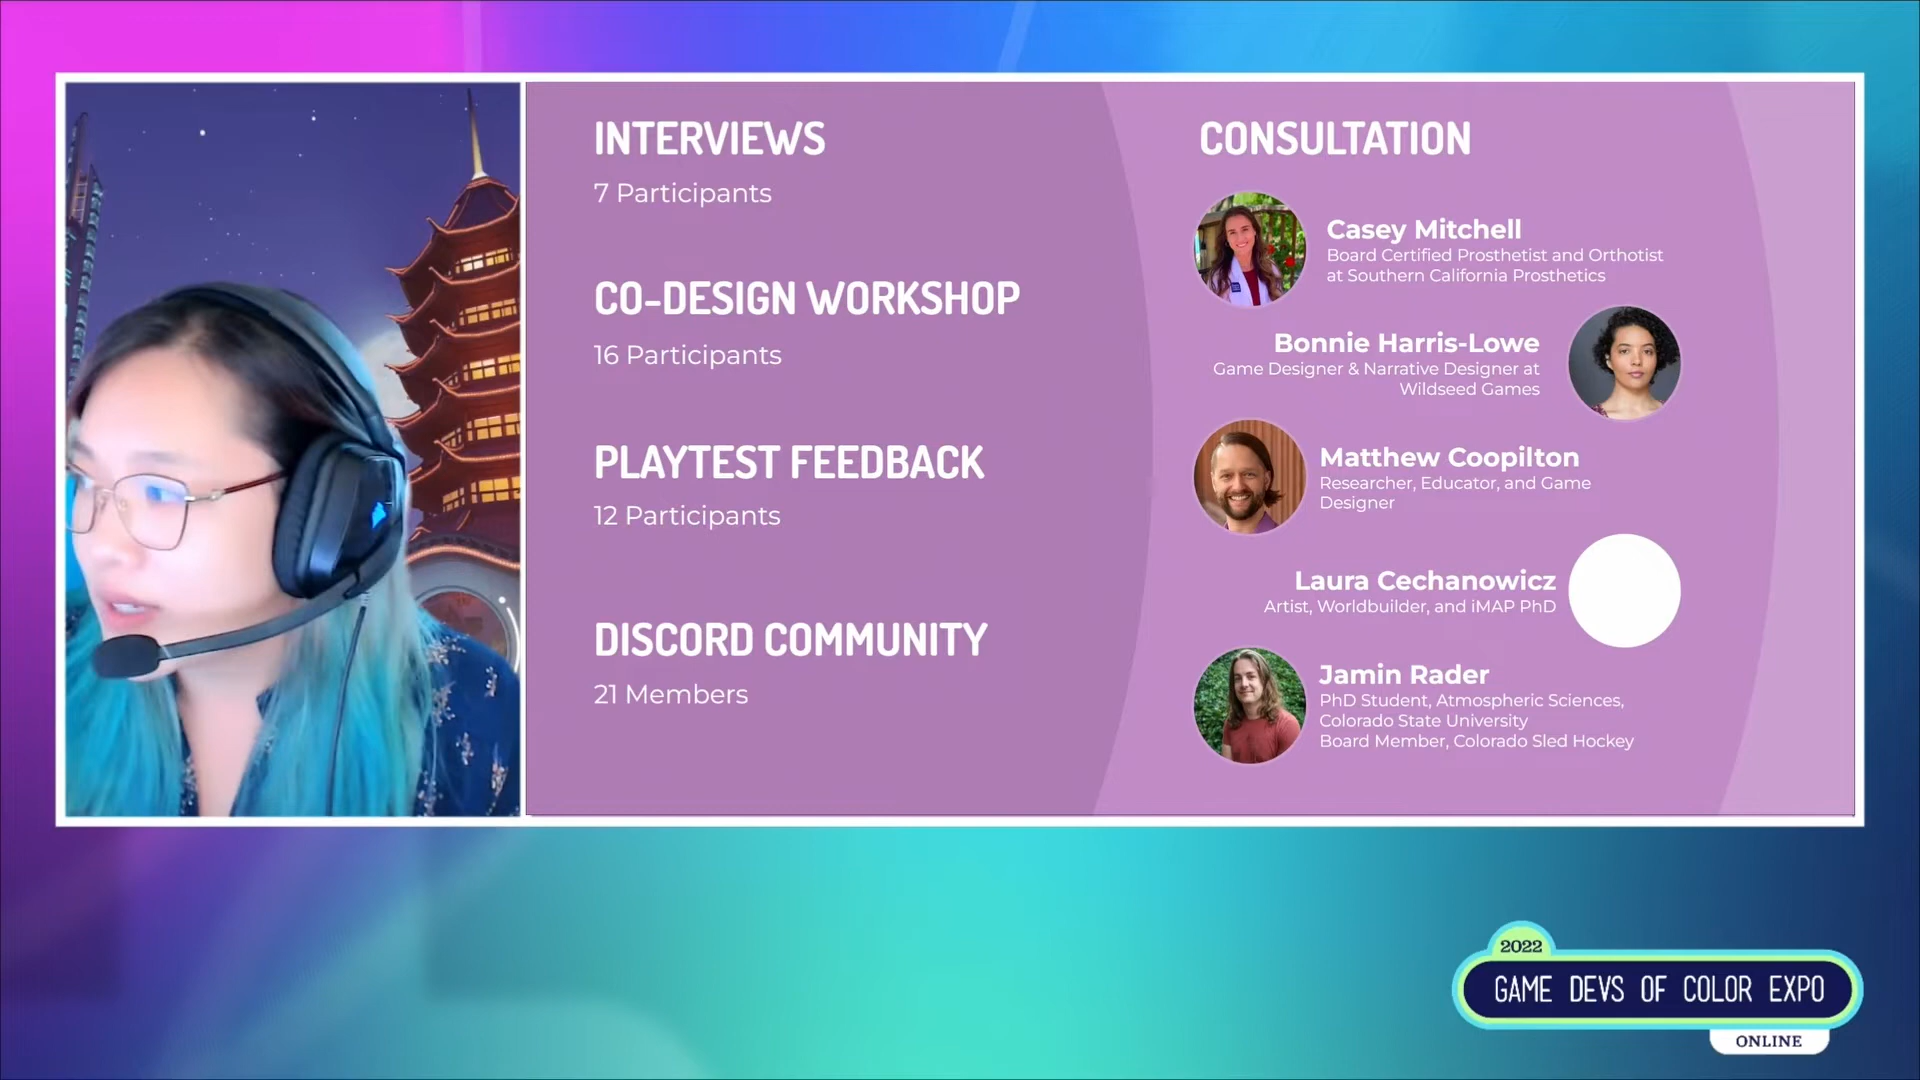 INTERVIEWS
7 Participants
CO-DESIGN WORKSHOP
16 Participants
PLAYTEST FEEDBACK
12 Participants
DISCORD COMMUNITY
21 Members
CONSULTATION
Casey Mitchell
Board Certified Prosthetist and Orthotist
at Southern California Prosthetics
Bonnie Harris-Lowe
Game Designer & Narrative Designer at
Wildseed Games
Matthew Coopilton
Researcher, Educator, and Game
Designer
Laura Cechanowicz
Artist, Worldbuilder, and iMAP PhD
Jamin Rader
PhD Student, Atmospheric Sciences,
Colorado State University
Board Member, Colorado Sled Hockey
2022
GAME DEVS OF COLOR EXPO
ONLINE